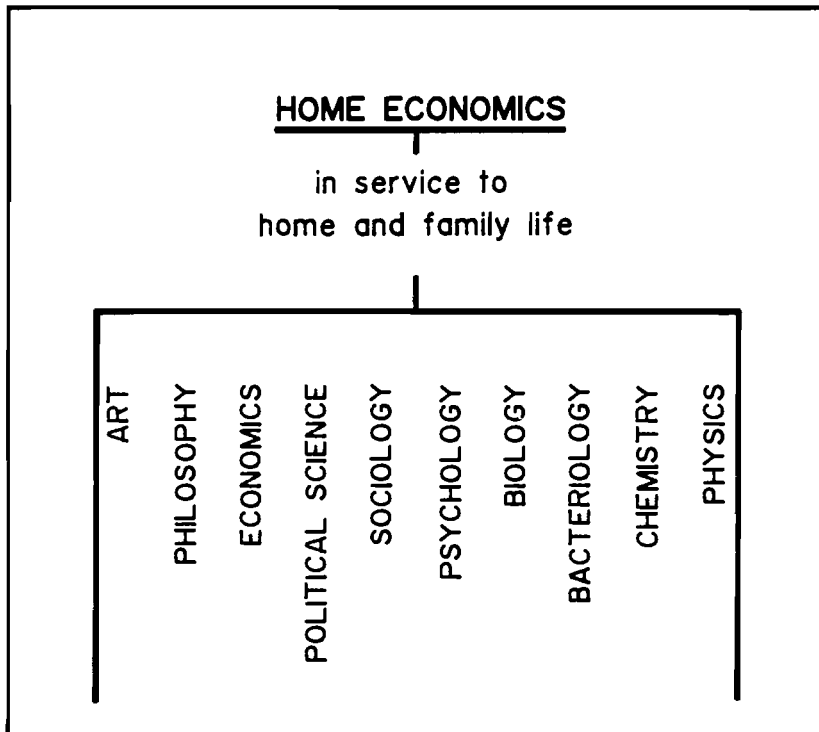 HOME ECONOMICS
in service to
home and family life
ART
PHILOSOPHY
ECONOMICS
POLITICAL SCIENCE
SOCIOLOGY
PSYCHOLOGY
BIOLOGY
BACTERIOLOGY
CHEMISTRY
PHYSICS